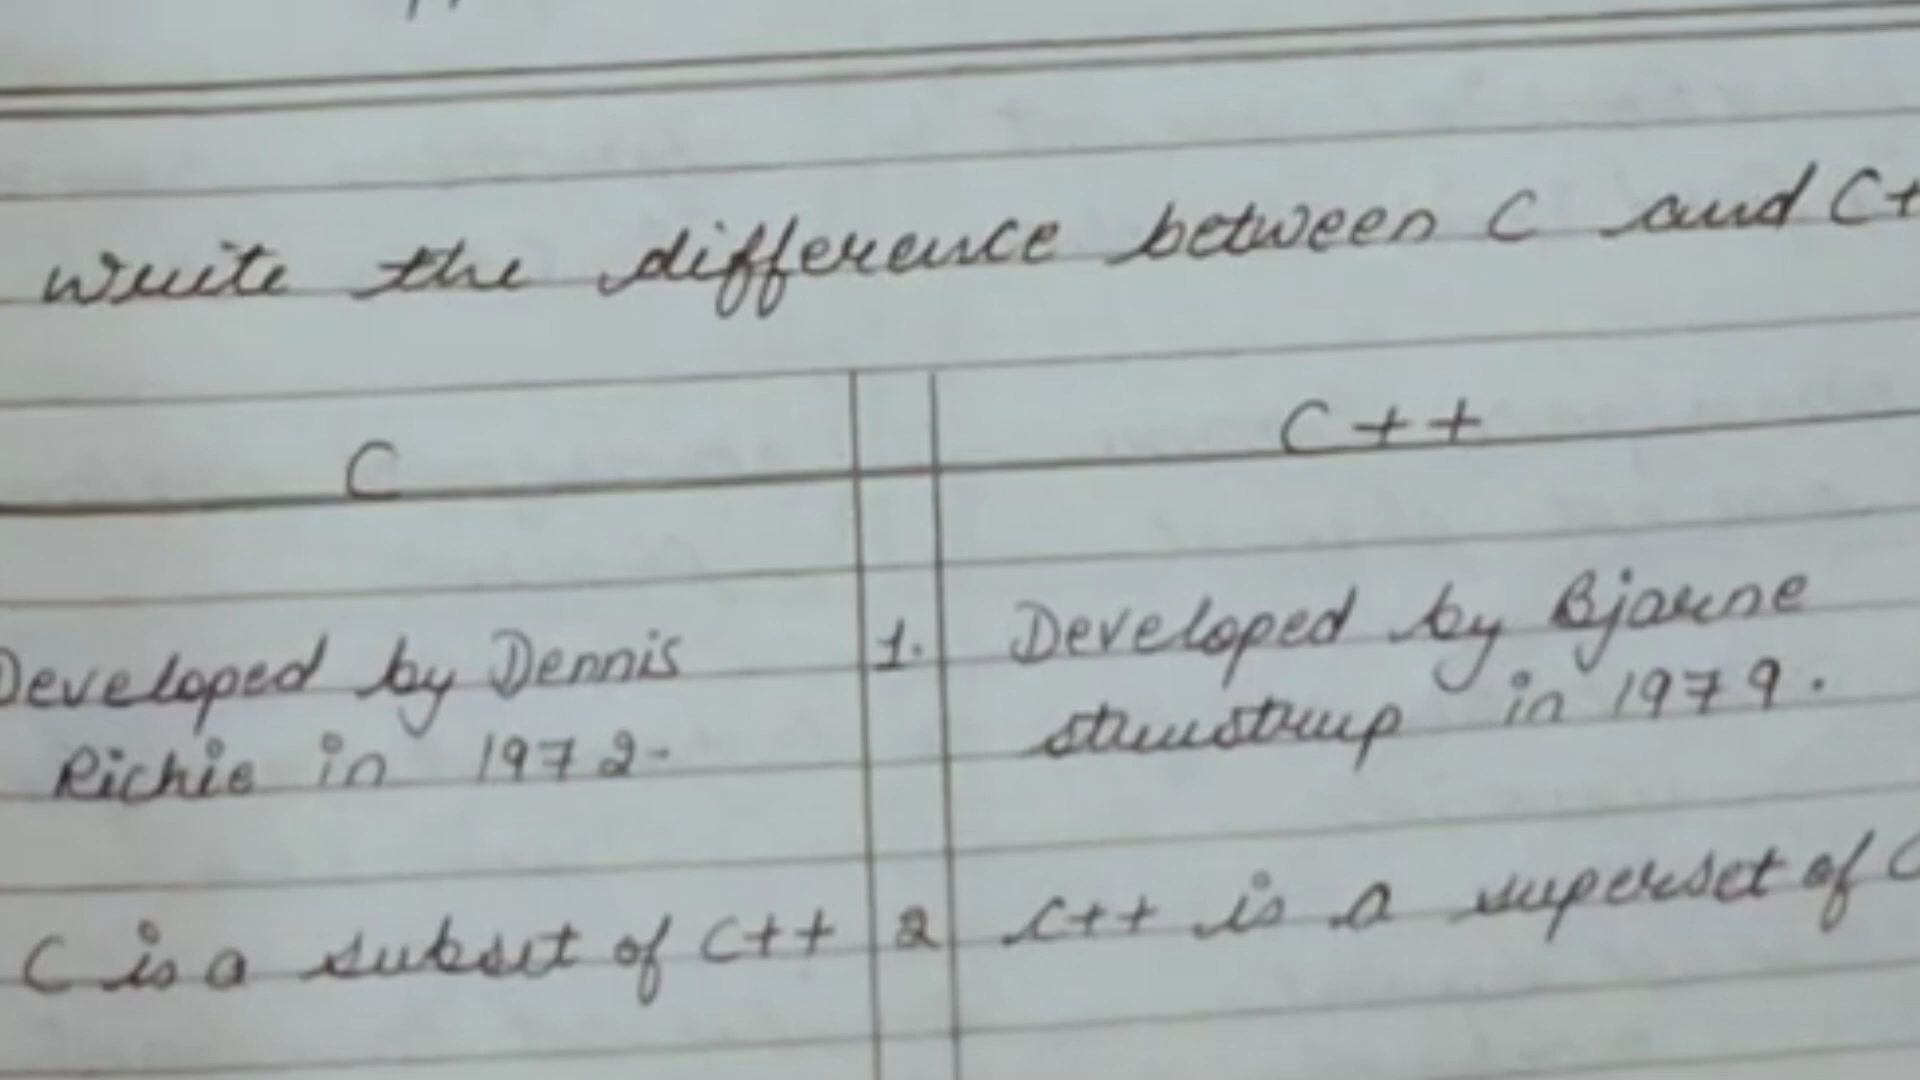 Write the difference between C and C+
C
C++
Developed by Dennis
Richie in 1972.
1. Developed by Bjarne
stroustrup in 1979.
C is a subset of C++
2 C++ is a superset of C